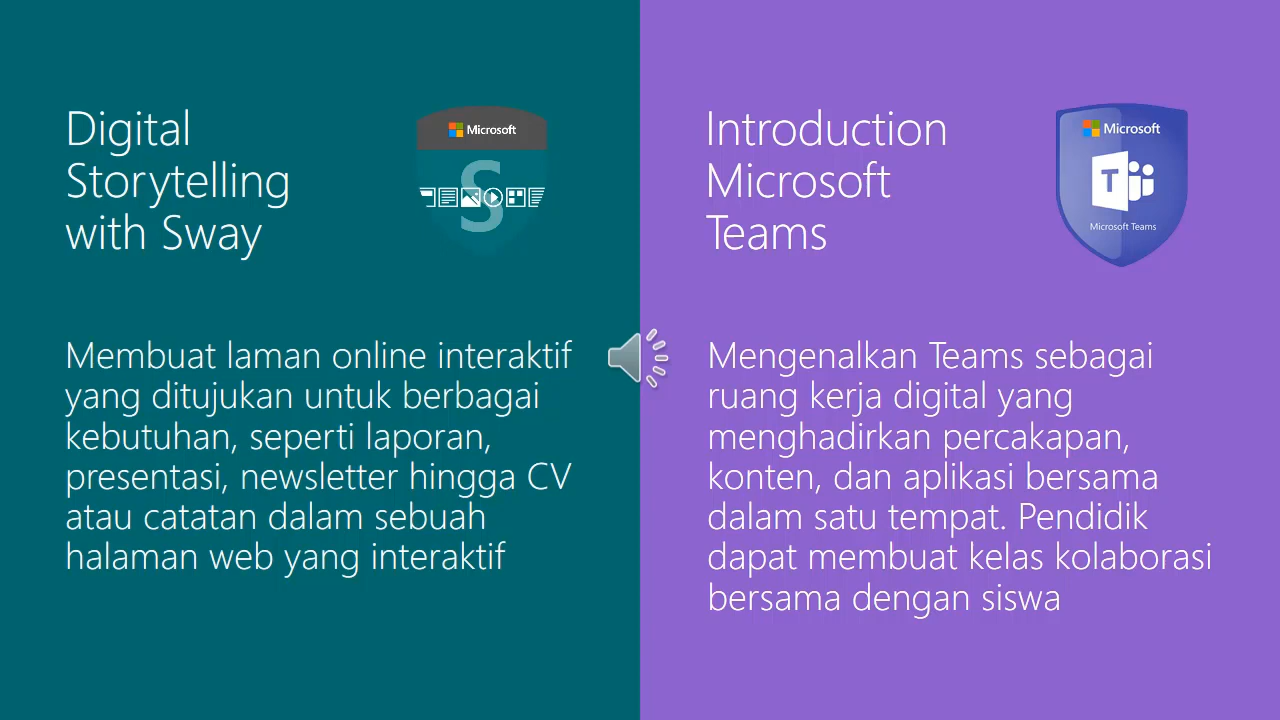 Digital
Storytelling
with Sway
Microsoft
S
Membuat laman online interaktif
yang ditujukan untuk berbagai
kebutuhan, seperti laporan,
presentasi, newsletter hingga CV
atau catatan dalam sebuah
halaman web yang interaktif
Introduction
Microsoft
Teams
Microsoft
T
Microsoft Teams
Mengenalkan Teams sebagai
ruang kerja digital yang
menghadirkan percakapan,
konten, dan aplikasi bersama
dalam satu tempat. Pendidik
dapat membuat kelas kolaborasi
bersama dengan siswa